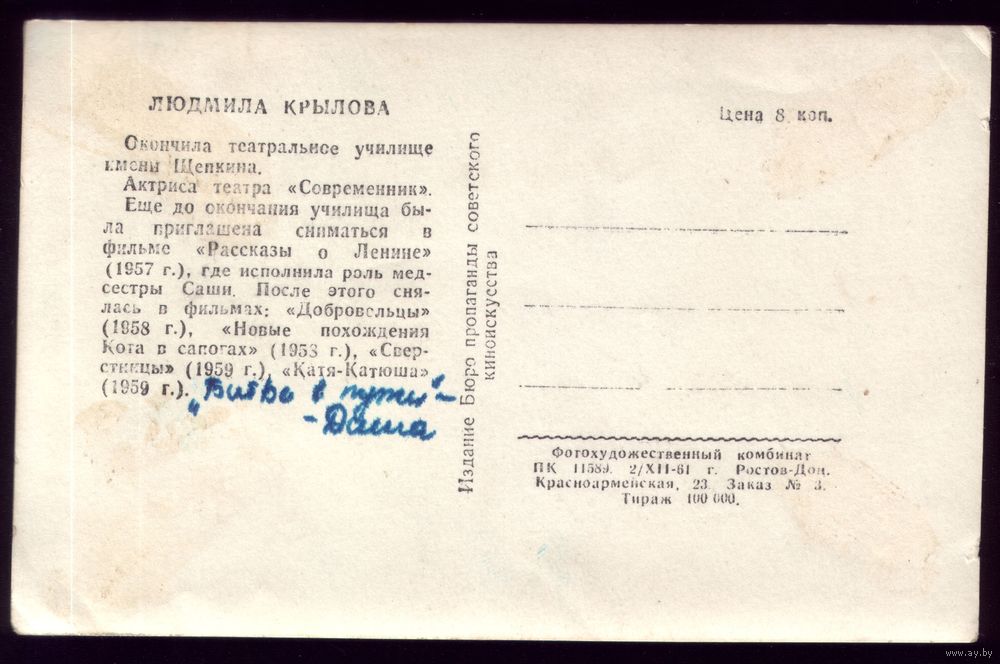 ЛЮДМИЛА КРЫЛОВА
Окончила театральное училище
имени Щепкина.
Актриса театра «Современник».
Еще до окончания училища бы-
ла приглашена сниматься в
фильме «Рассказы о Ленине»
(1957 г.), где исполнила роль мед-
сестры Саши. После этого сня-
лась в фильмах: «Добровольцы»
(1958 г.), «Новые похождения
Кота в сапогах» (1958 г.), «Свер-
стницы» (1959 г.), «Катя-Катюша»
(1959 г.).
„Битва в пути" -
- Даша
Издание Бюро пропаганды советского
киноискусства
Цена 8 коп.
Фотохудожественный комбинат
ПК 11589. 2/XII-61 г. Ростов-Дон.
Красноармейская, 23. Заказ № 3.
Тираж 100 000.
www.ay.by